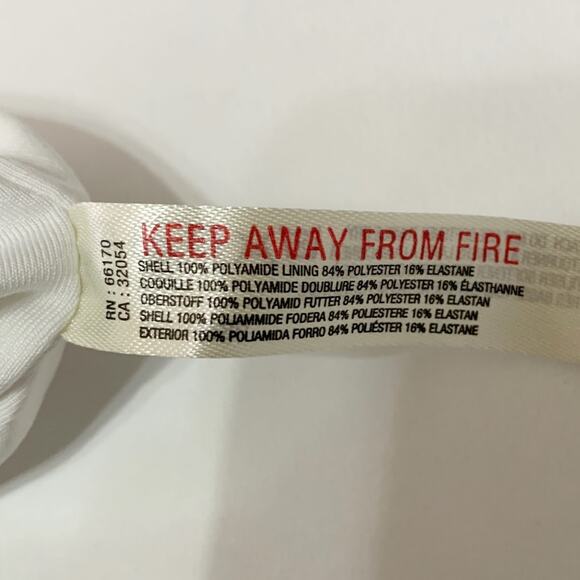 RN : 66170
CA : 32054
KEEP AWAY FROM FIRE
SHELL 100% POLYAMIDE LINING 84% POLYESTER 16% ELASTANE
COQUILLE 100% POLYAMIDE DOUBLURE 84% POLYESTER 16% ÉLASTHANNE
OBERSTOFF 100% POLYAMID FUTTER 84% POLYESTER 16% ELASTAN
SHELL 100% POLIAMMIDE FODERA 84% POLIESTERE 16% ELASTAN
EXTERIOR 100% POLIAMIDA FORRO 84% POLIÉSTER 16% ELASTANE